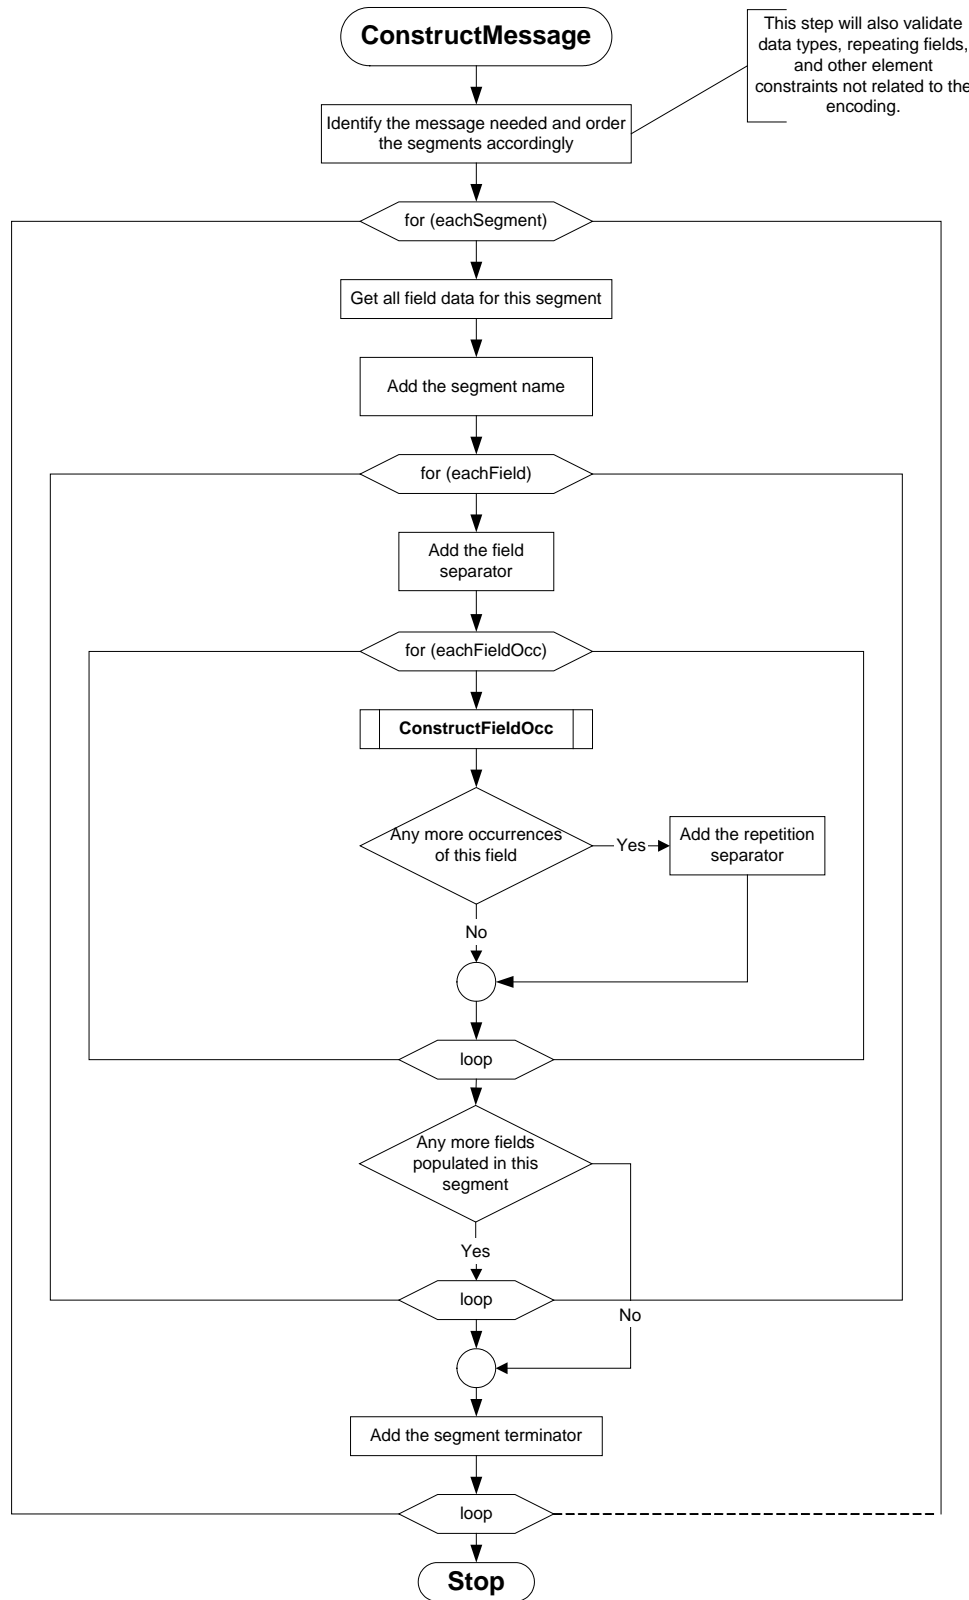 ConstructMessage
This step will also validate
data types, repeating fields,
and other element
constraints not related to the
encoding.
Identify the message needed and order
the segments accordingly
for (eachSegment)
Get all field data for this segment
Add the segment name
for (eachField)
Add the field
separator
for (eachFieldOcc)
ConstructFieldOcc
Any more occurrences
of this field
Yes
Add the repetition
separator
No
loop
Any more fields
populated in this
segment
Yes
loop
No
Add the segment terminator
loop
Stop